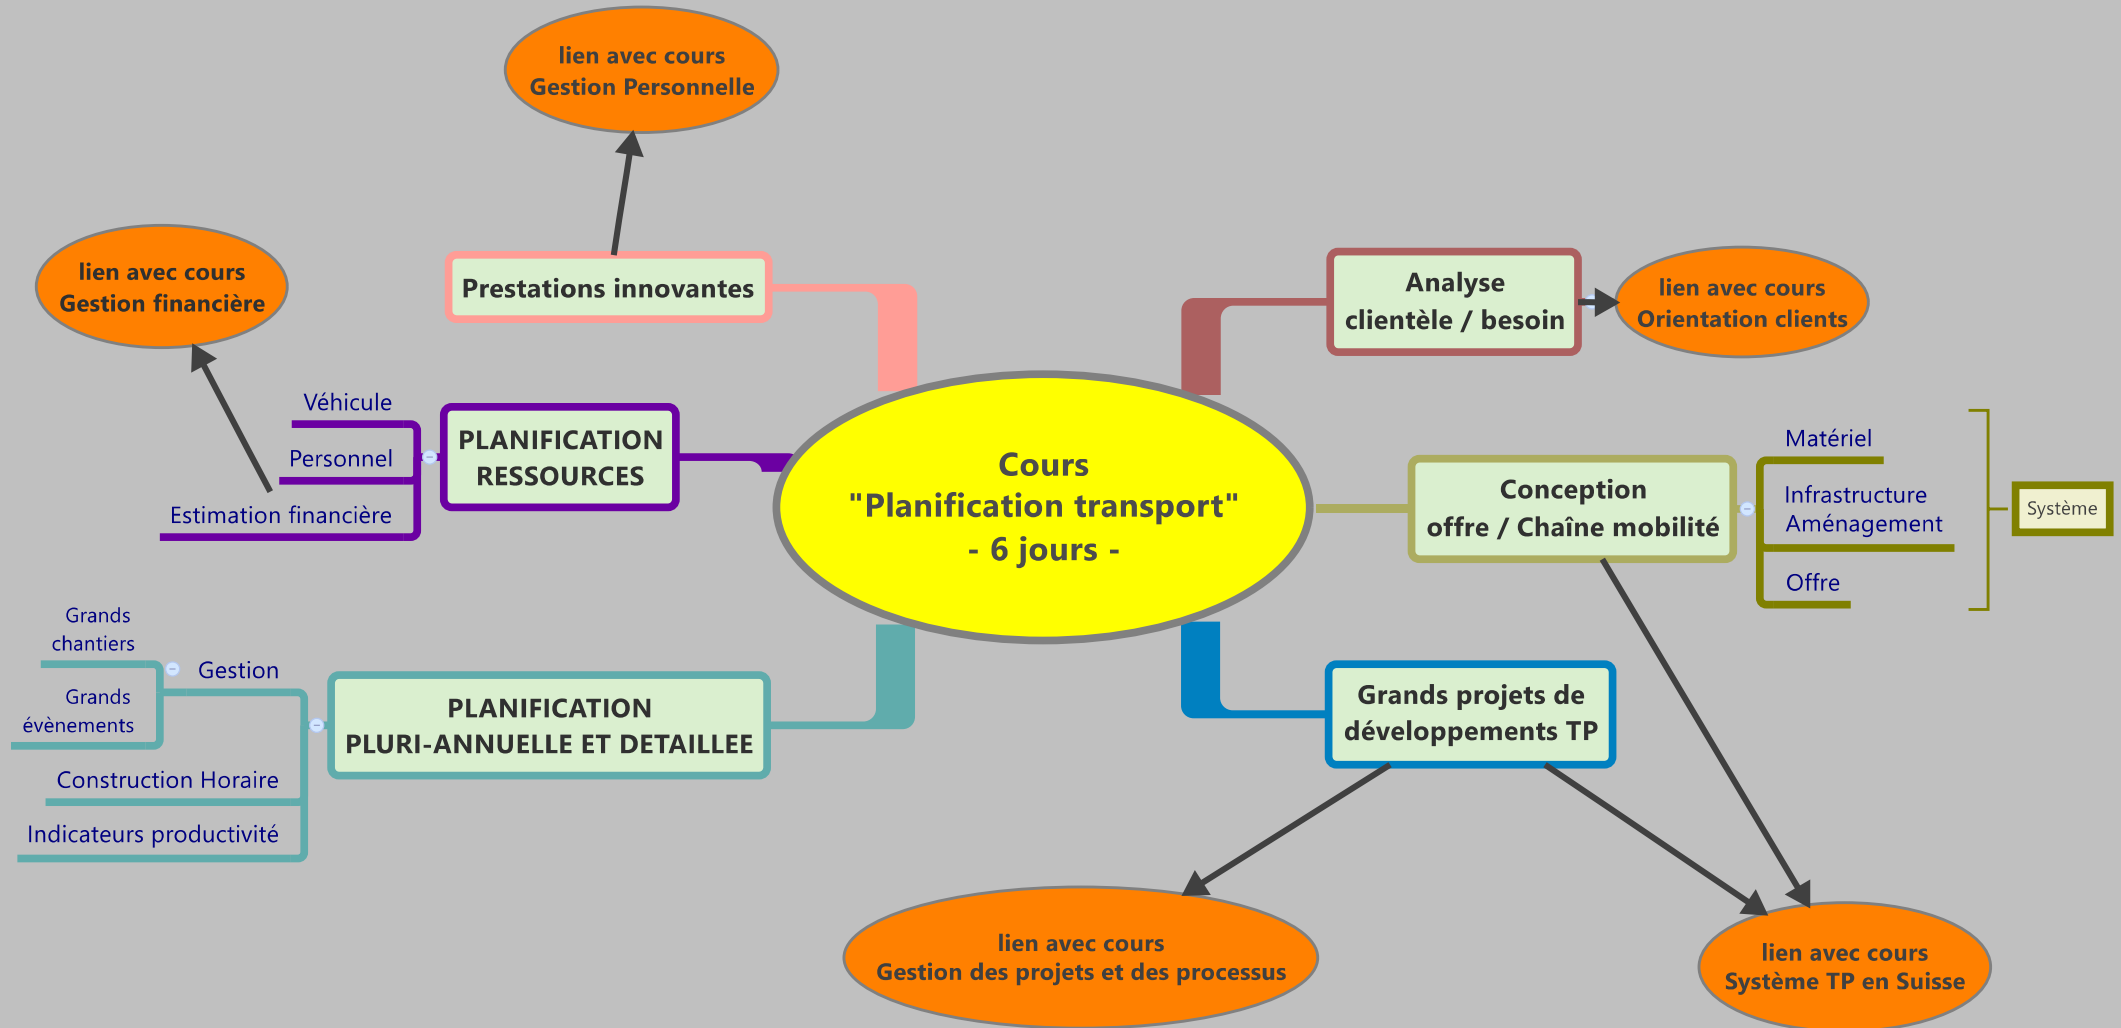 lien avec cours
Gestion Personnelle
lien avec cours
Gestion financière
Prestations innovantes
Analyse
clientèle / besoin
lien avec cours
Orientation clients
Véhicule
Personnel
Estimation financière
PLANIFICATION
RESSOURCES
Cours
"Planification transport"
- 6 jours -
Conception
offre / Chaîne mobilité
Matériel
Infrastructure
Aménagement
Offre
Système
Grands
chantiers
Grands
évènements
Gestion
Construction Horaire
Indicateurs productivité
PLANIFICATION
PLURI-ANNUELLE ET DETAILLEE
Grands projets de
développements TP
lien avec cours
Gestion des projets et des processus
lien avec cours
Système TP en Suisse